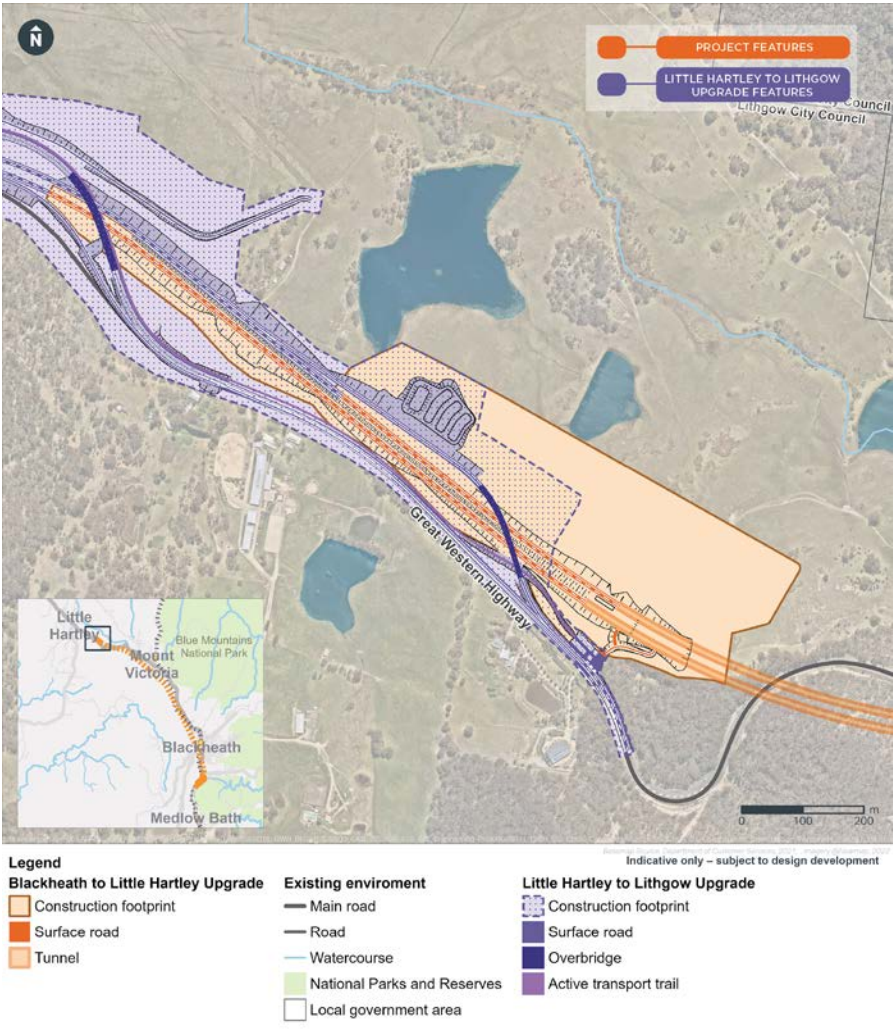 N
PROJECT FEATURES
LITTLE HARTLEY TO LITHGOW
UPGRADE FEATURES
Council
Lithgow City Council
Great Western Highway
Little
Hartley
Blue Mountains
National Park
Mount
Victoria
Blackheath
Medlow Bath
m
0 100 200
Indicative only – subject to design development
Legend
Blackheath to Little Hartley Upgrade
Construction footprint
Surface road
Tunnel
Existing enviroment
Main road
Road
Watercourse
National Parks and Reserves
Local government area
Little Hartley to Lithgow Upgrade
Construction footprint
Surface road
Overbridge
Active transport trail